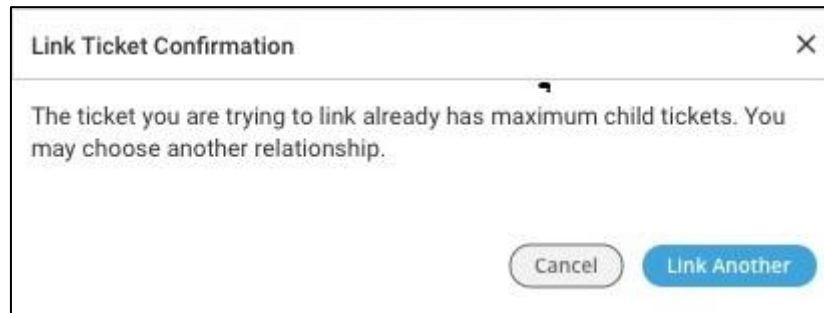 Link Ticket Confirmation
The ticket you are trying to link already has maximum child tickets. You
may choose another relationship.
Cancel
Link Another